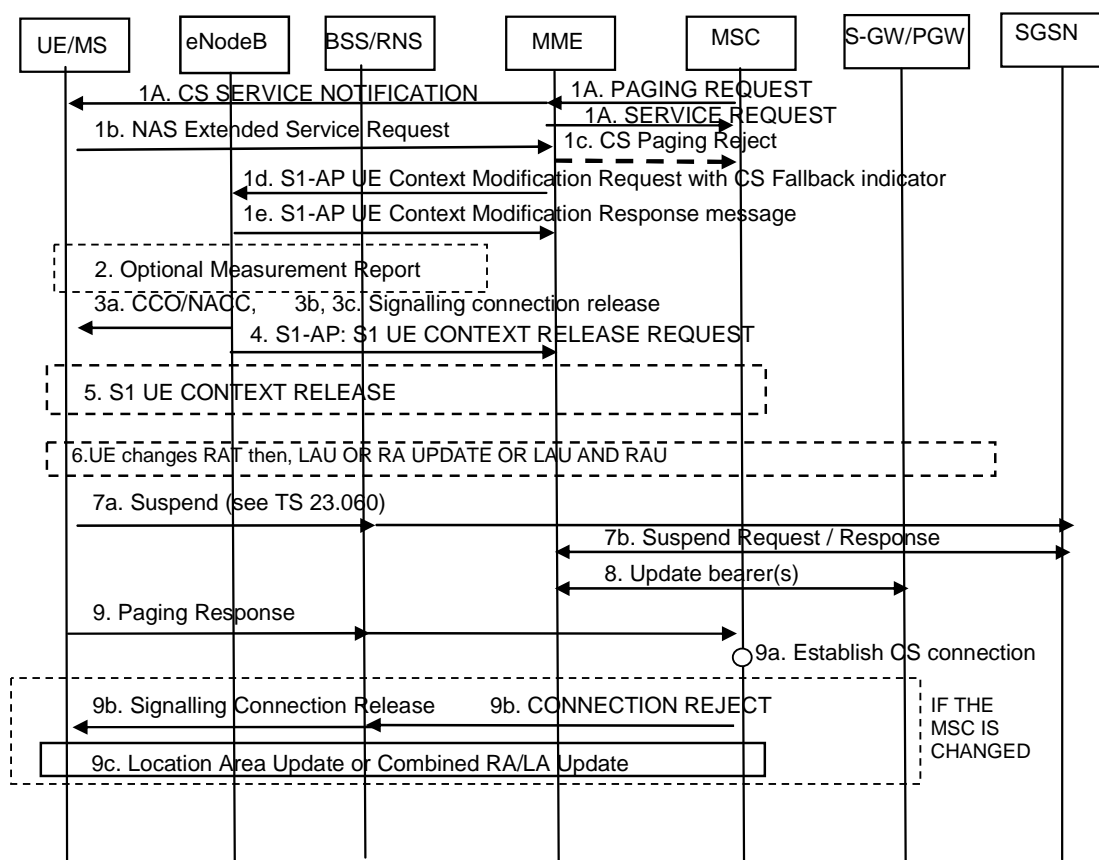 UE/MS
eNodeB
BSS/RNS
MME
MSC
S-GW/PGW
SGSN
1A. CS SERVICE NOTIFICATION
1A. PAGING REQUEST
1A. SERVICE REQUEST
1b. NAS Extended Service Request
1c. CS Paging Reject
1d. S1-AP UE Context Modification Request with CS Fallback indicator
1e. S1-AP UE Context Modification Response message
2. Optional Measurement Report
3a. CCO/NACC,
3b, 3c. Signalling connection release
4. S1-AP: S1 UE CONTEXT RELEASE REQUEST
5. S1 UE CONTEXT RELEASE
6.UE changes RAT then, LAU OR RA UPDATE OR LAU AND RAU
7a. Suspend (see TS 23.060)
7b. Suspend Request / Response
8. Update bearer(s)
9. Paging Response
9a. Establish CS connection
9b. Signalling Connection Release
9b. CONNECTION REJECT
IF THE
MSC IS
CHANGED
9c. Location Area Update or Combined RA/LA Update